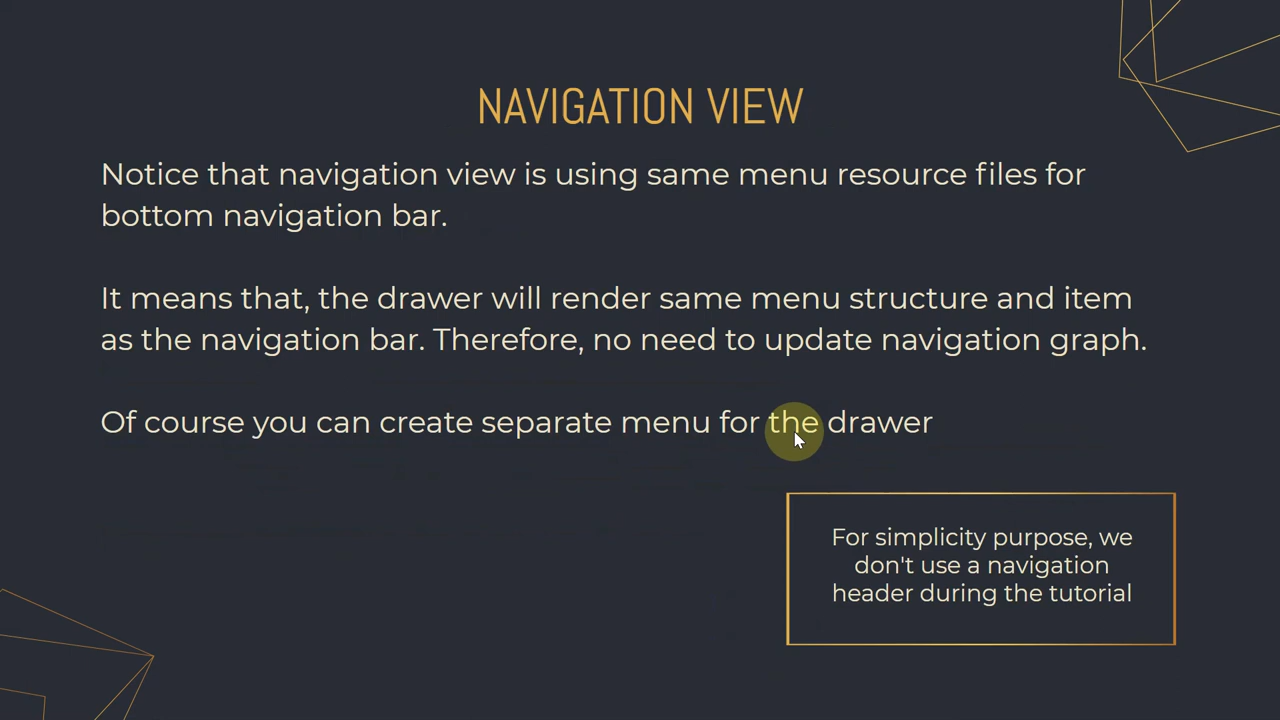 NAVIGATION VIEW
Notice that navigation view is using same menu resource files for
bottom navigation bar.
It means that, the drawer will render same menu structure and item
as the navigation bar. Therefore, no need to update navigation graph.
Of course you can create separate menu for the drawer
For simplicity purpose, we
don't use a navigation
header during the tutorial